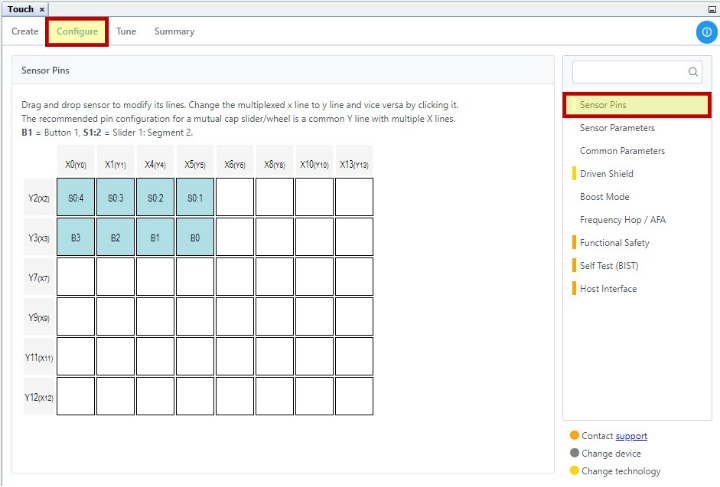 Touch ×
Create Configure Tune Summary
Sensor Pins
Drag and drop sensor to modify its lines. Change the multiplexed x line to y line and vice versa by clicking it.
The recommended pin configuration for a mutual cap slider/wheel is a common Y line with multiple X lines.
B1 = Button 1, S1:2 = Slider 1: Segment 2.
X0(Y0) X1(Y1) X4(Y4) X5(Y5) X6(Y6) X8(Y8) X10(Y10) X13(Y13)
Y2(X2) S0:4 S0:3 S0:2 S0:1
Y3(X3) B3 B2 B1 B0
Y7(X7)
Y9(X9)
Y11(X11)
Y12(X12)
Sensor Pins
Sensor Parameters
Common Parameters
Driven Shield
Boost Mode
Frequency Hop / AFA
Functional Safety
Self Test (BIST)
Host Interface
Contact support
Change device
Change technology